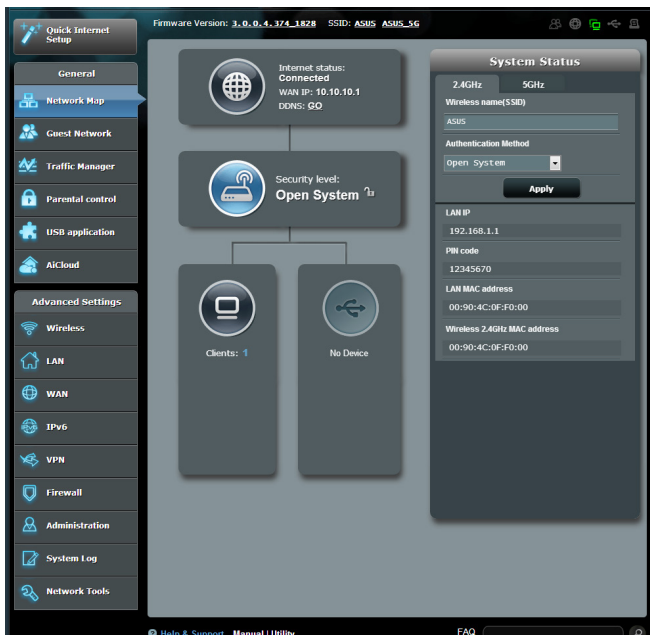 Quick Internet
Setup
Firmware Version: 3.0.0.4.374_1828 SSID: ASUS ASUS_5G
General
Network Map
Guest Network
Traffic Manager
Parental control
USB application
AiCloud
Advanced Settings
Wireless
LAN
WAN
IPv6
VPN
Firewall
Administration
System Log
Network Tools
Internet status:
Connected
WAN IP: 10.10.10.1
DDNS: GO
Security level:
Open System
Clients: 1
No Device
System Status
2.4GHz 5GHz
Wireless name(SSID)
ASUS
Authentication Method
Open System
Apply
LAN IP
192.168.1.1
PIN code
12345670
LAN MAC address
00:90:4C:0F:F0:00
Wireless 2.4GHz MAC address
00:90:4C:0F:F0:00
Help & Support Manual | Utility FAQ